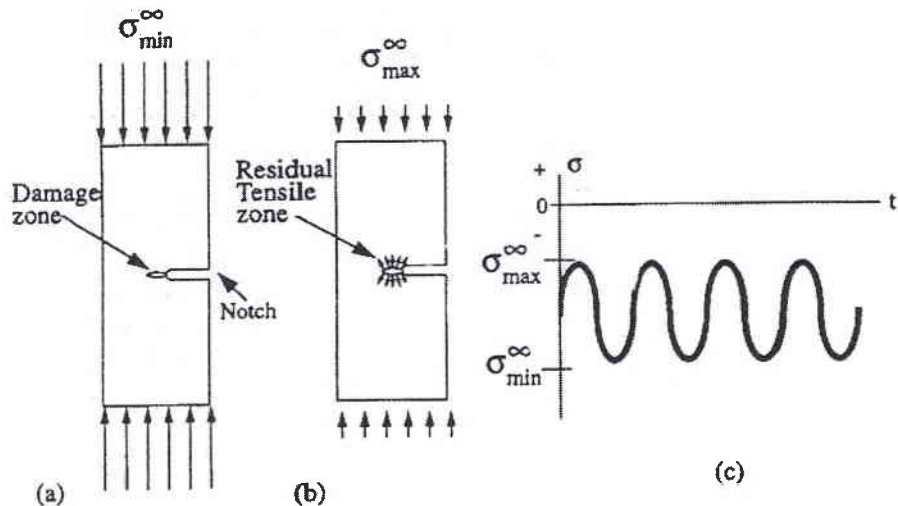 σ∞min
Damage
zone
Notch
(a)
σ∞max
Residual
Tensile
zone
(b)
+
σ
0
t
-
σ∞max
σ∞min
(c)